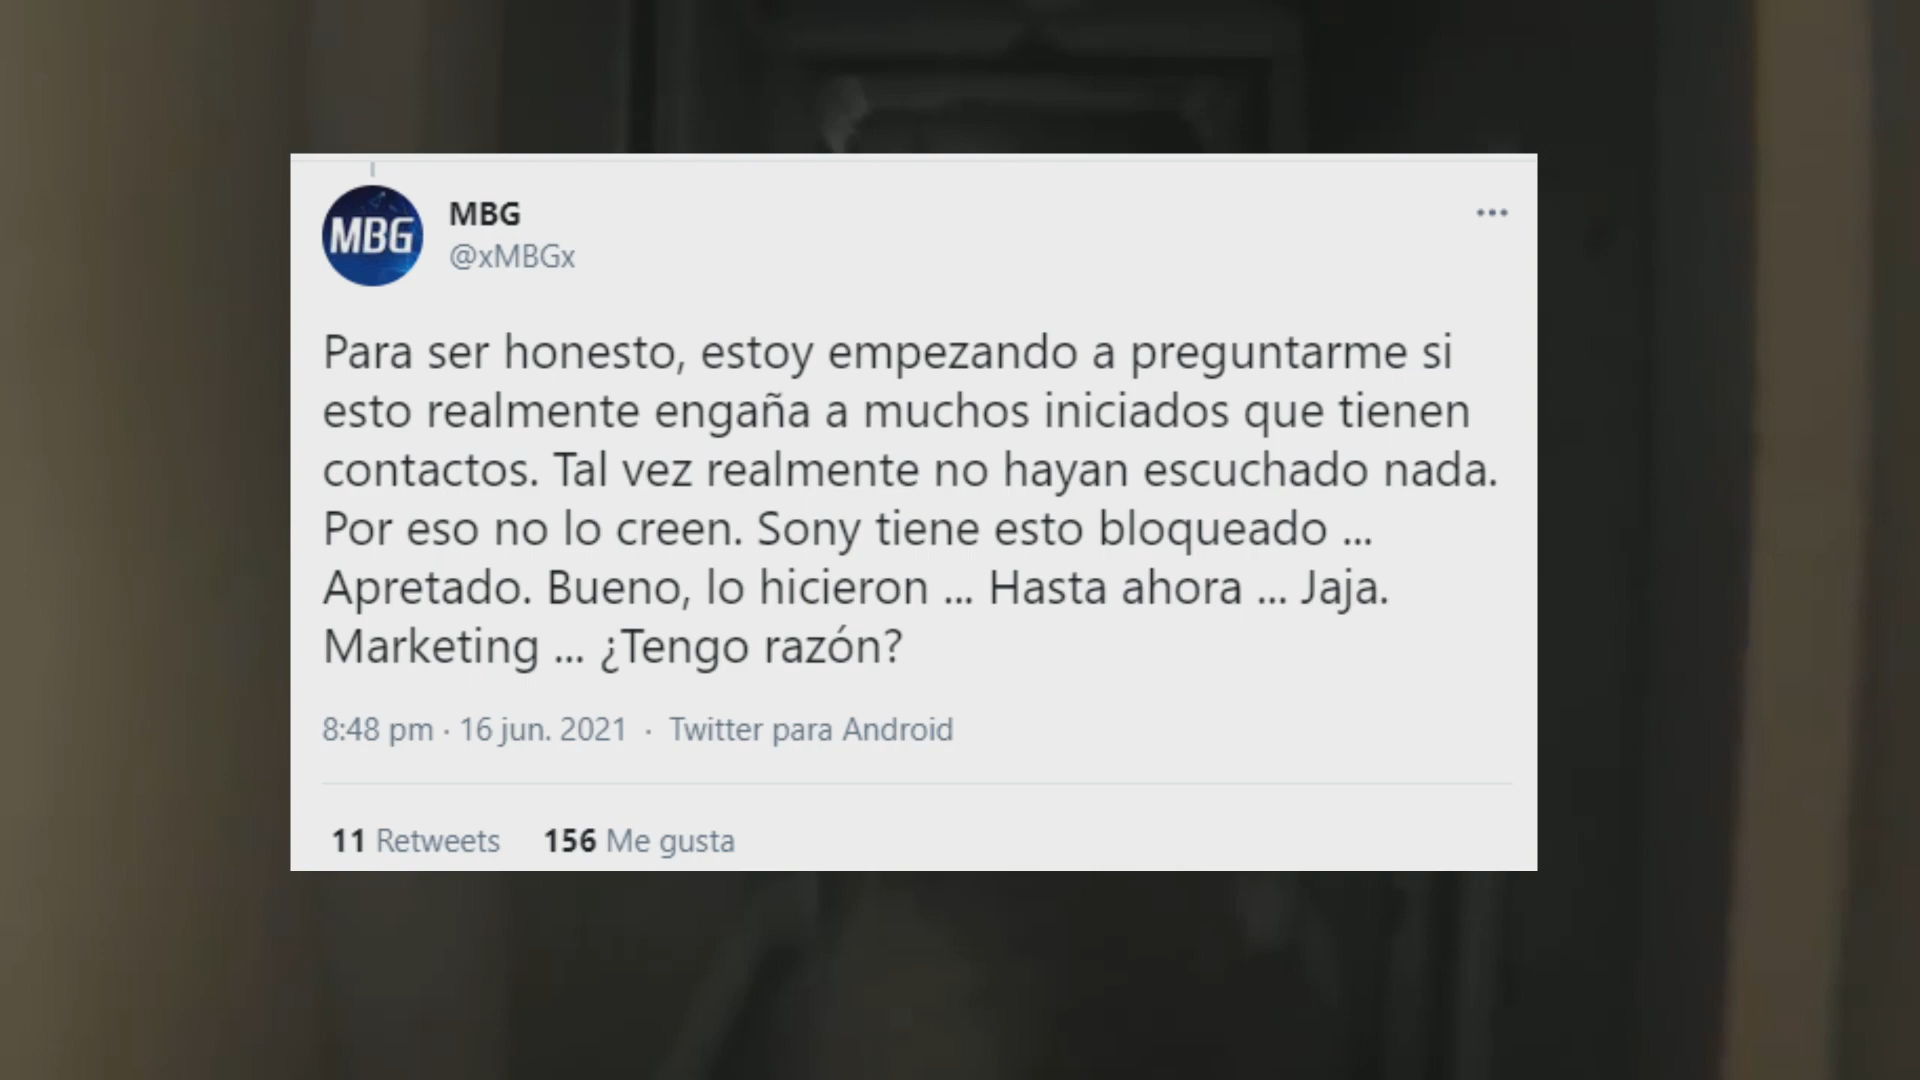 MBG
MBG
@xMBGx
Para ser honesto, estoy empezando a preguntarme si
esto realmente engaña a muchos iniciados que tienen
contactos. Tal vez realmente no hayan escuchado nada.
Por eso no lo creen. Sony tiene esto bloqueado ...
Apretado. Bueno, lo hicieron ... Hasta ahora ... Jaja.
Marketing ... ¿Tengo razón?
8:48 pm · 16 jun. 2021 · Twitter para Android
11 Retweets 156 Me gusta